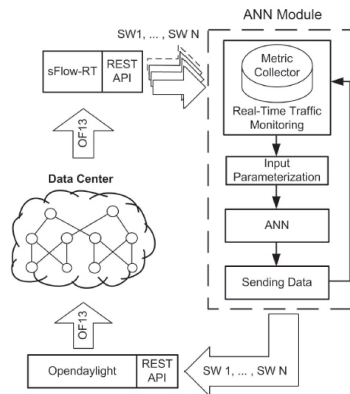 ANN Module
SW1, ... , SW N
sFlow-RT
REST
API
Metric
Collector
Real-Time Traffic
Monitoring
OF13
Input
Parameterization
Data Center
ANN
Sending Data
OF13
Opendaylight
REST
API
SW 1, ... , SW N